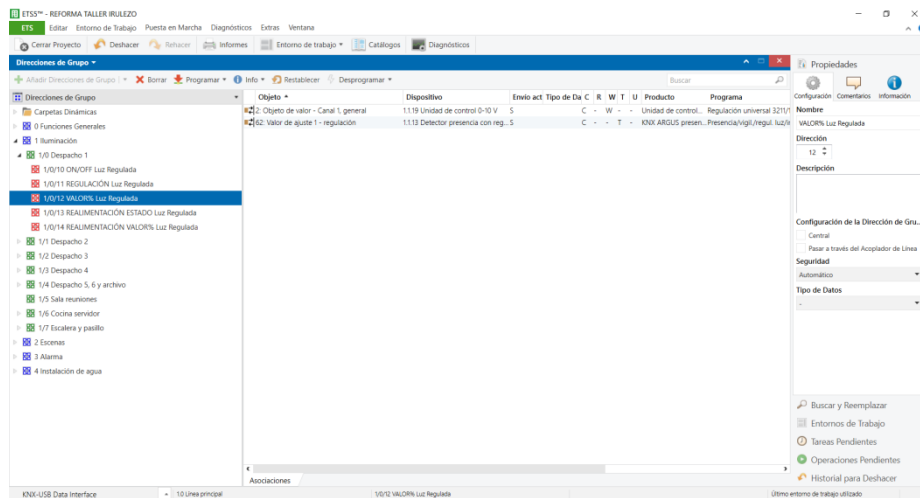 ETS5™ - REFORMA TALLER IRULEZO
ETS Editar Entorno de Trabajo Puesta en Marcha Diagnósticos Extras Ventana
Cerrar Proyecto Deshacer Rehacer Informes Entorno de trabajo Catálogos Diagnósticos
Direcciones de Grupo
Añadir Direcciones de Grupo Borrar Programar Info Restablecer Desprogramar Buscar
Direcciones de Grupo
Carpetas Dinámicas
0 Funciones Generales
1 Iluminación
1/0 Despacho 1
1/0/10 ON/OFF Luz Regulada
1/0/11 REGULACIÓN Luz Regulada
1/0/12 VALOR% Luz Regulada
1/0/13 REALIMENTACIÓN ESTADO Luz Regulada
1/0/14 REALIMENTACIÓN VALOR% Luz Regulada
1/1 Despacho 2
1/2 Despacho 3
1/3 Despacho 4
1/4 Despacho 5, 6 y archivo
1/5 Sala reuniones
1/6 Cocina servidor
1/7 Escalera y pasillo
2 Escenas
3 Alarma
4 Instalación de agua
Objeto Dispositivo Envío act Tipo de Da C R W T U Producto Programa
2: Objeto de valor - Canal 1, general 1.1.19 Unidad de control 0-10 V S C - W - - Unidad de control... Regulación universal 3211/1
62: Valor de ajuste 1 - regulación 1.1.13 Detector presencia con reg... S C - - T - KNX ARGUS presen... Presencia/vigil./regul. luz/
Asociaciones
Propiedades
Configuración Comentarios Información
Nombre
VALOR% Luz Regulada
Dirección
12
Descripción
Configuración de la Dirección de Gru...
Central
Pasar a través del Acoplador de Línea
Seguridad
Automático
Tipo de Datos
-
Buscar y Reemplazar
Entornos de Trabajo
Tareas Pendientes
Operaciones Pendientes
Historial para Deshacer
KNX-USB Data Interface 1.0 Línea principal 1/0/12 VALOR% Luz Regulada Último entorno de trabajo utilizado